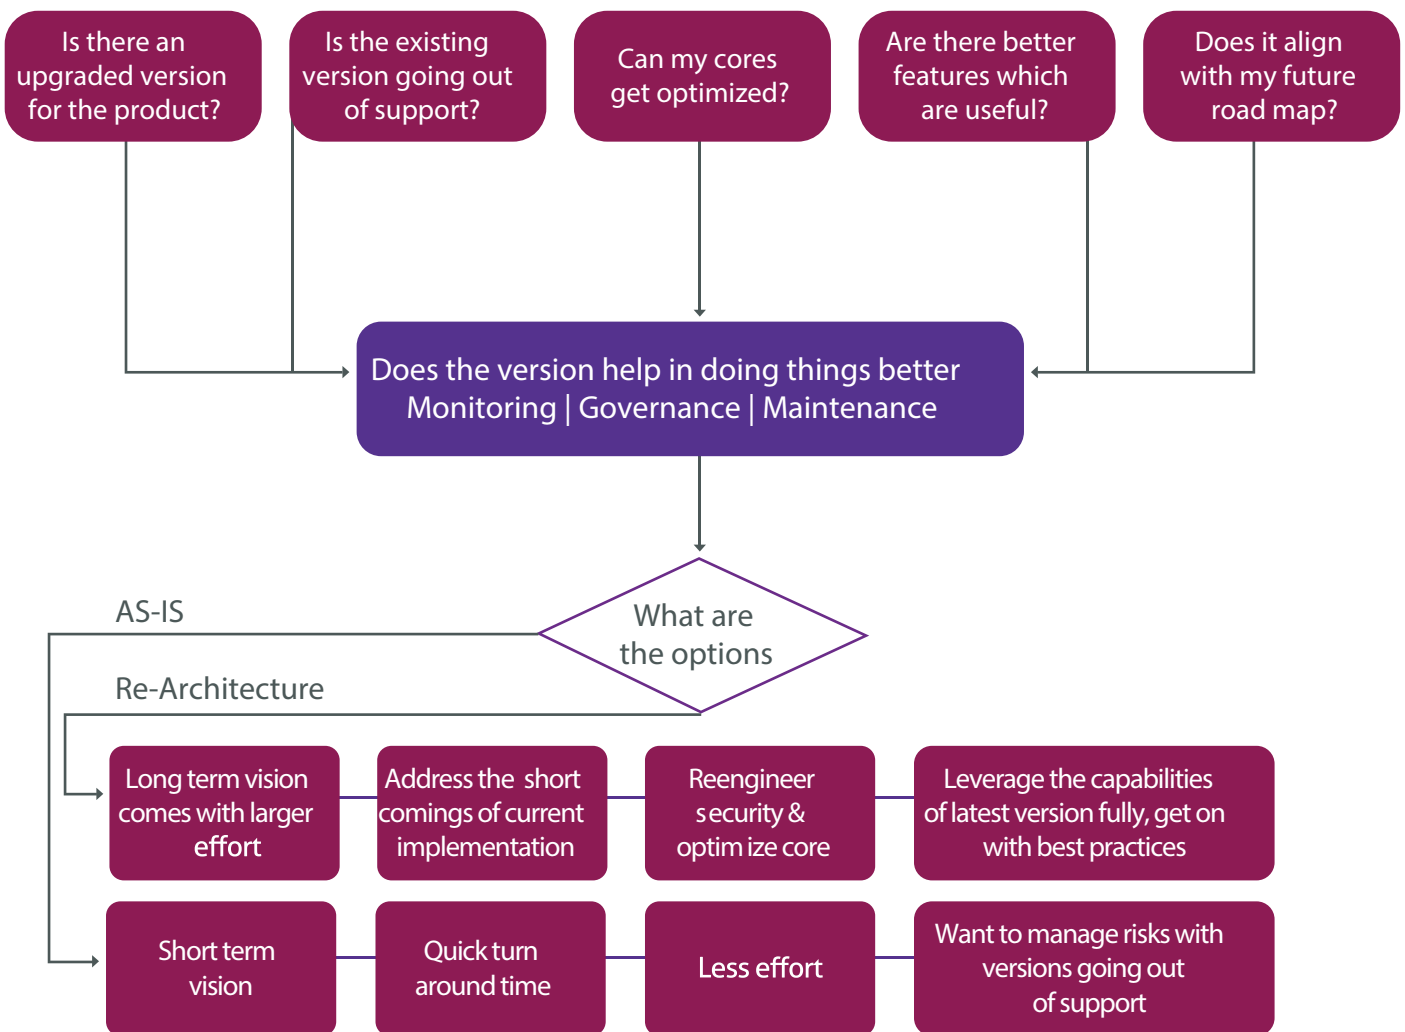 Is there an
upgraded version
for the product?
Is the existing
version going out
of support?
Can my cores
get optimized?
Are there better
features which
are useful?
Does it align
with my future
road map?
Does the version help in doing things better
Monitoring | Governance | Maintenance
What are
the options
AS-IS
Re-Architecture
Long term vision
comes with larger
effort
Address the short
comings of current
implementation
Reengineer
security &
optimize core
Leverage the capabilities
of latest version fully, get on
with best practices
Short term
vision
Quick turn
around time
Less effort
Want to manage risks with
versions going out
of support